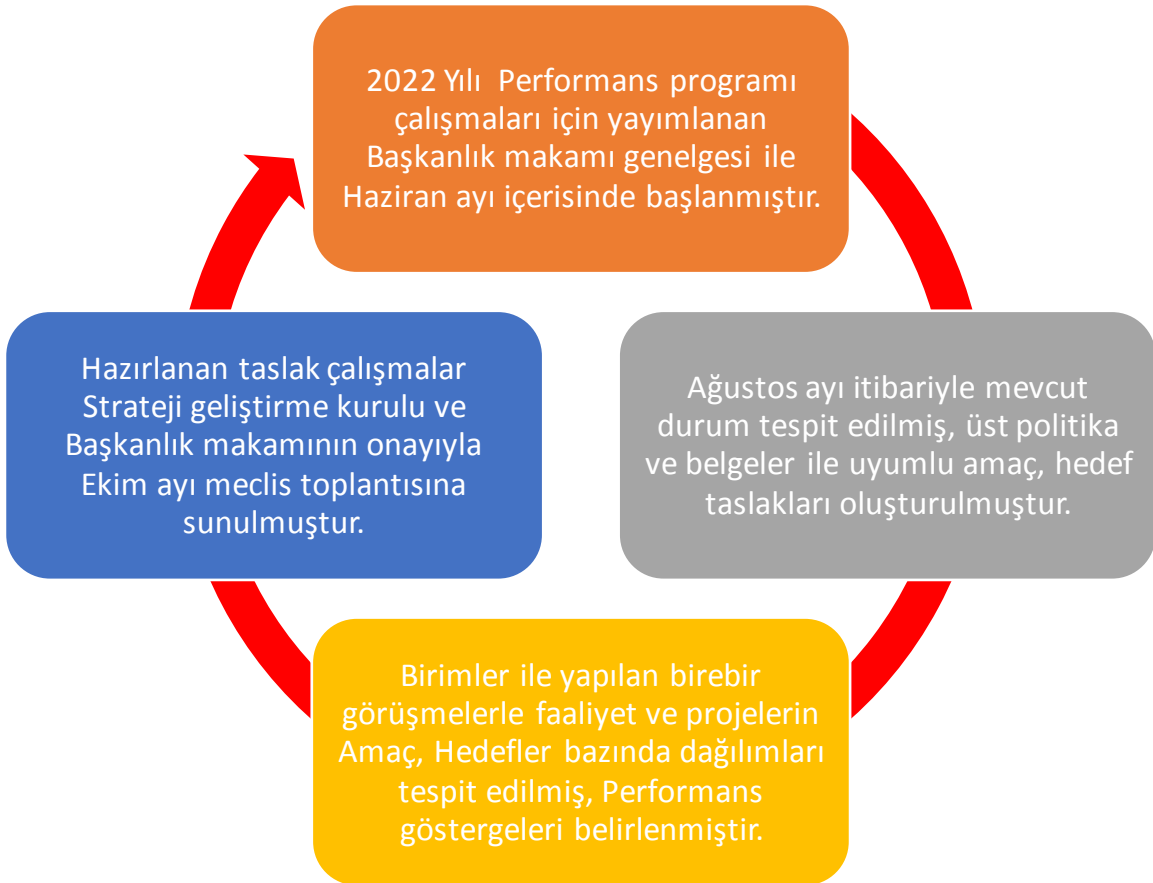 2022 Yılı  Performans programı
çalışmaları için yayımlanan
Başkanlık makamı genelgesi ile
Haziran ayı içerisinde başlanmıştır.
Ağustos ayı itibariyle mevcut
durum tespit edilmiş, üst politika
ve belgeler ile uyumlu amaç, hedef
taslakları oluşturulmuştur.
Birimler ile yapılan birebir
görüşmelerle faaliyet ve projelerin
Amaç, Hedefler bazında dağılımları
tespit edilmiş, Performans
göstergeleri belirlenmiştir.
Hazırlanan taslak çalışmalar
Strateji geliştirme kurulu ve
Başkanlık makamının onayıyla
Ekim ayı meclis toplantısına
sunulmuştur.